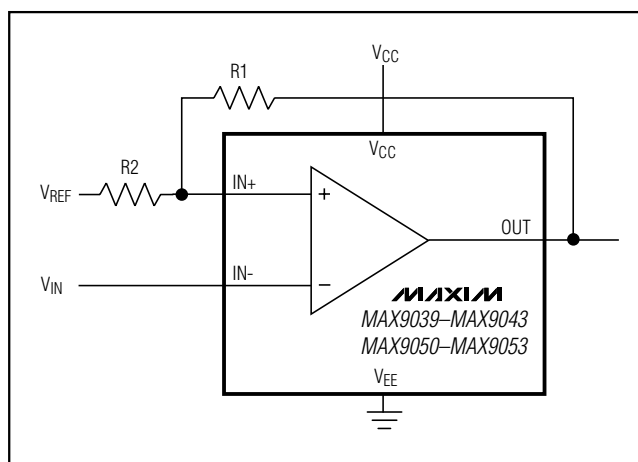 VCC
R1
VCC
R2
VREF
IN+
+
OUT
VIN
IN-
−
MAXIM
MAX9039–MAX9043
MAX9050–MAX9053
VEE